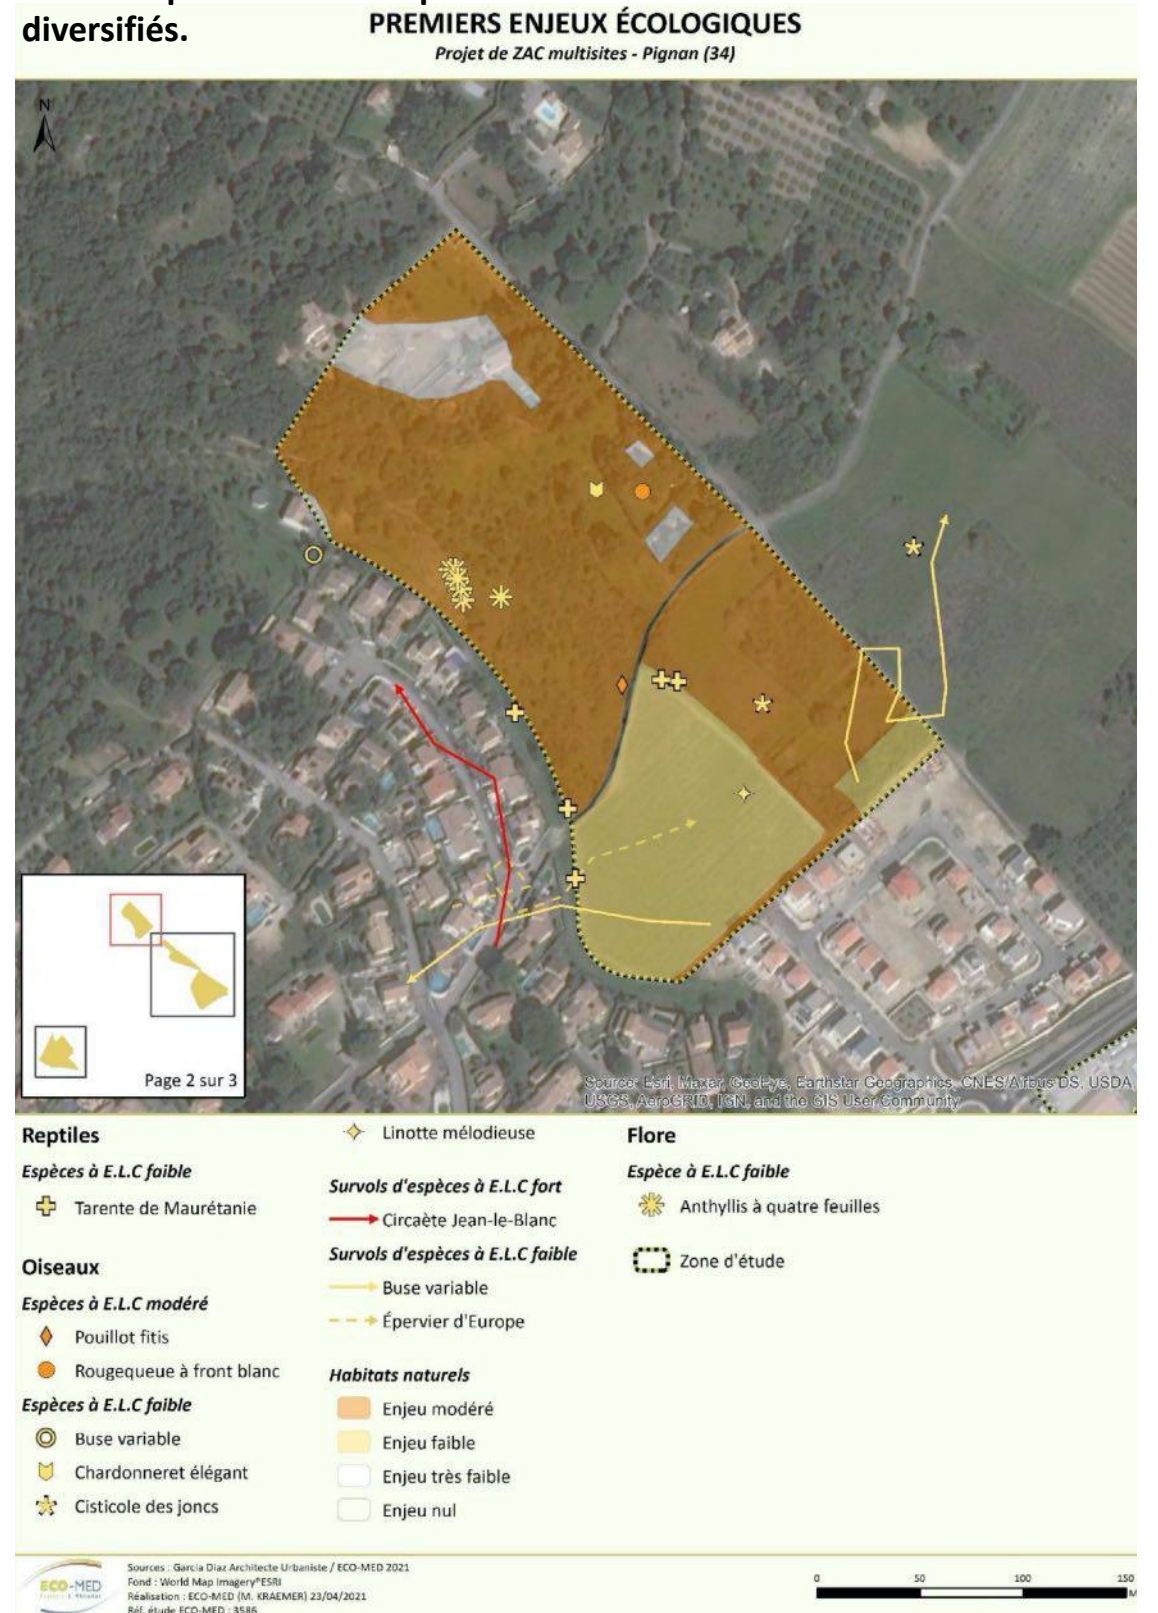 diversifiés.
PREMIERS ENJEUX ÉCOLOGIQUES
Projet de ZAC multisites - Pignan (34)
N
Page 2 sur 3
Source: Esri, Maxar, GeoEye, Earthstar Geographics, CNES/Airbus DS, USDA,
USGS, AeroGRID, IGN, and the GIS User Community
Reptiles
Espèces à E.L.C faible
Tarente de Maurétanie
Oiseaux
Espèces à E.L.C modéré
Pouillot fitis
Rougequeue à front blanc
Espèces à E.L.C faible
Buse variable
Chardonneret élégant
Cisticole des joncs
Linotte mélodieuse
Survols d'espèces à E.L.C fort
Circaète Jean-le-Blanc
Survols d'espèces à E.L.C faible
Buse variable
Épervier d'Europe
Habitats naturels
Enjeu modéré
Enjeu faible
Enjeu très faible
Enjeu nul
Flore
Espèce à E.L.C faible
Anthyllis à quatre feuilles
Zone d'étude
ECO-MED
Sources : Garcia Diaz Architecte Urbaniste / ECO-MED 2021
Fond : World Map Imagery®ESRI
Réalisation : ECO-MED (M. KRAEMER) 23/04/2021
Réf. étude ECO-MED : 3586
0 50 100 150
M